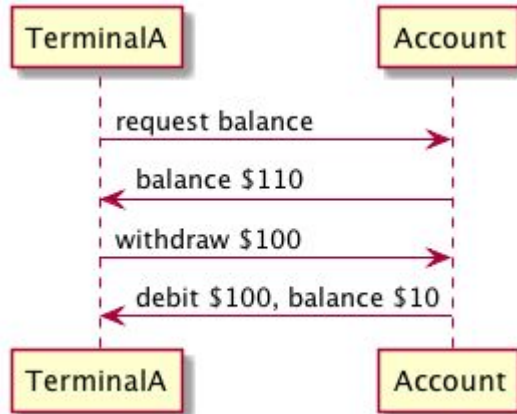 TerminalA
Account
request balance
balance $110
withdraw $100
debit $100, balance $10
TerminalA
Account